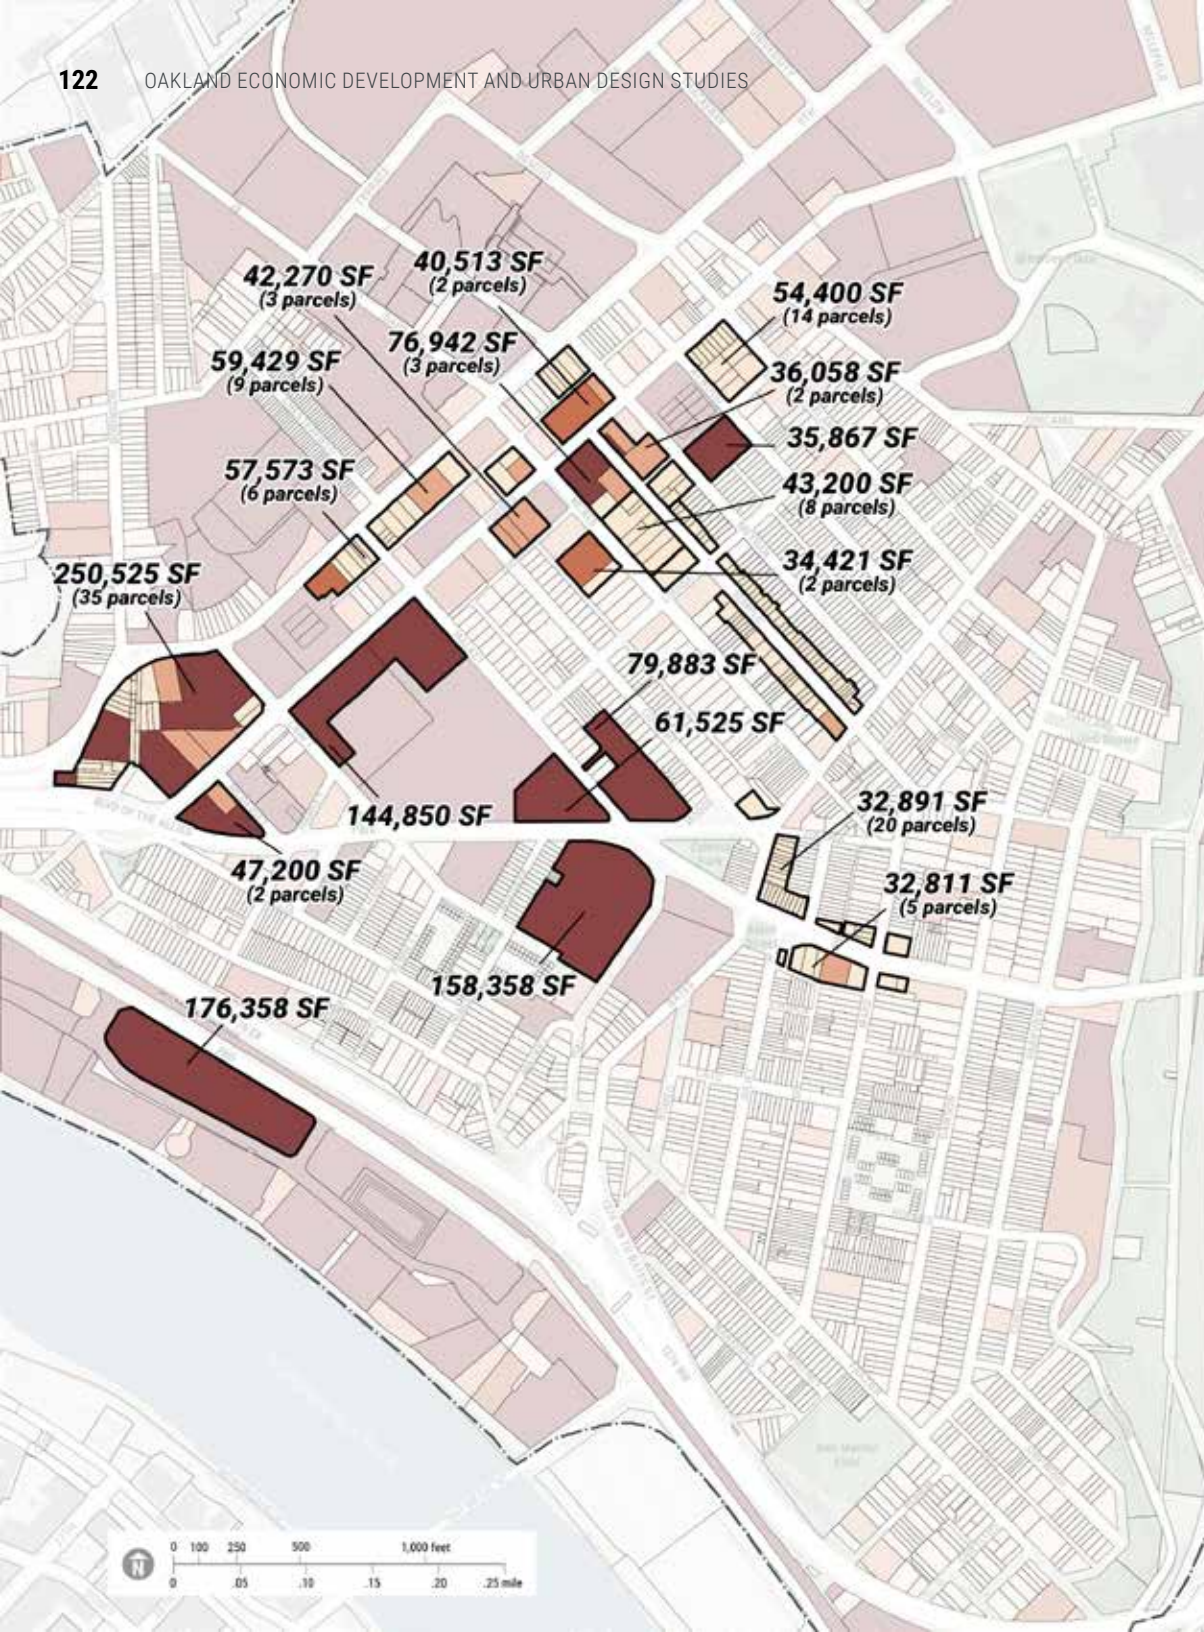 122 OAKLAND ECONOMIC DEVELOPMENT AND URBAN DESIGN STUDIES
42,270 SF
(3 parcels)
40,513 SF
(2 parcels)
54,400 SF
(14 parcels)
59,429 SF
(9 parcels)
76,942 SF
(3 parcels)
36,058 SF
(2 parcels)
35,867 SF
57,573 SF
(6 parcels)
43,200 SF
(8 parcels)
34,421 SF
(2 parcels)
250,525 SF
(35 parcels)
79,883 SF
61,525 SF
144,850 SF
32,891 SF
(20 parcels)
47,200 SF
(2 parcels)
32,811 SF
(5 parcels)
158,358 SF
176,358 SF
N
0 100 250 500 1,000 feet
0 .05 .10 .15 .20 .25 mile